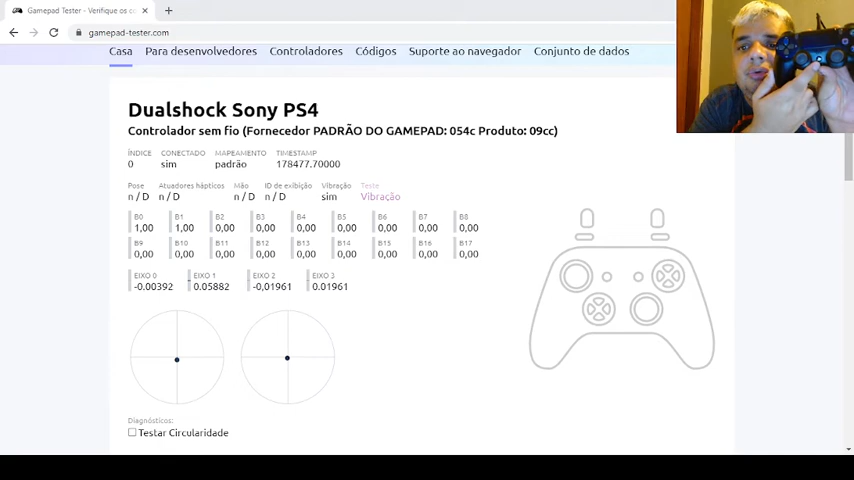 Gamepad Tester - Verifique os co
gamepad-tester.com
Casa Para desenvolvedores Controladores Códigos Suporte ao navegador Conjunto de dados
Dualshock Sony PS4
Controlador sem fio (Fornecedor PADRÃO DO GAMEPAD: 054c Produto: 09cc)
ÍNDICE CONECTADO MAPEAMENTO TIMESTAMP
0 sim padrão 178477.70000
Pose Atuadores hápticos Mão ID de exibição Vibração Teste
n / D n / D n / D n / D sim Vibração
B0 B1 B2 B3 B4 B5 B6 B7 B8
1,00 1,00 0,00 0,00 0,00 0,00 0,00 0,00 0,00
B9 B10 B11 B12 B13 B14 B15 B16 B17
0,00 0,00 0,00 0,00 0,00 0,00 0,00 0,00 0,00
EIXO 0 EIXO 1 EIXO 2 EIXO 3
-0.00392 0.05882 -0,01961 0.01961
Diagnósticos:
Testar Circularidade